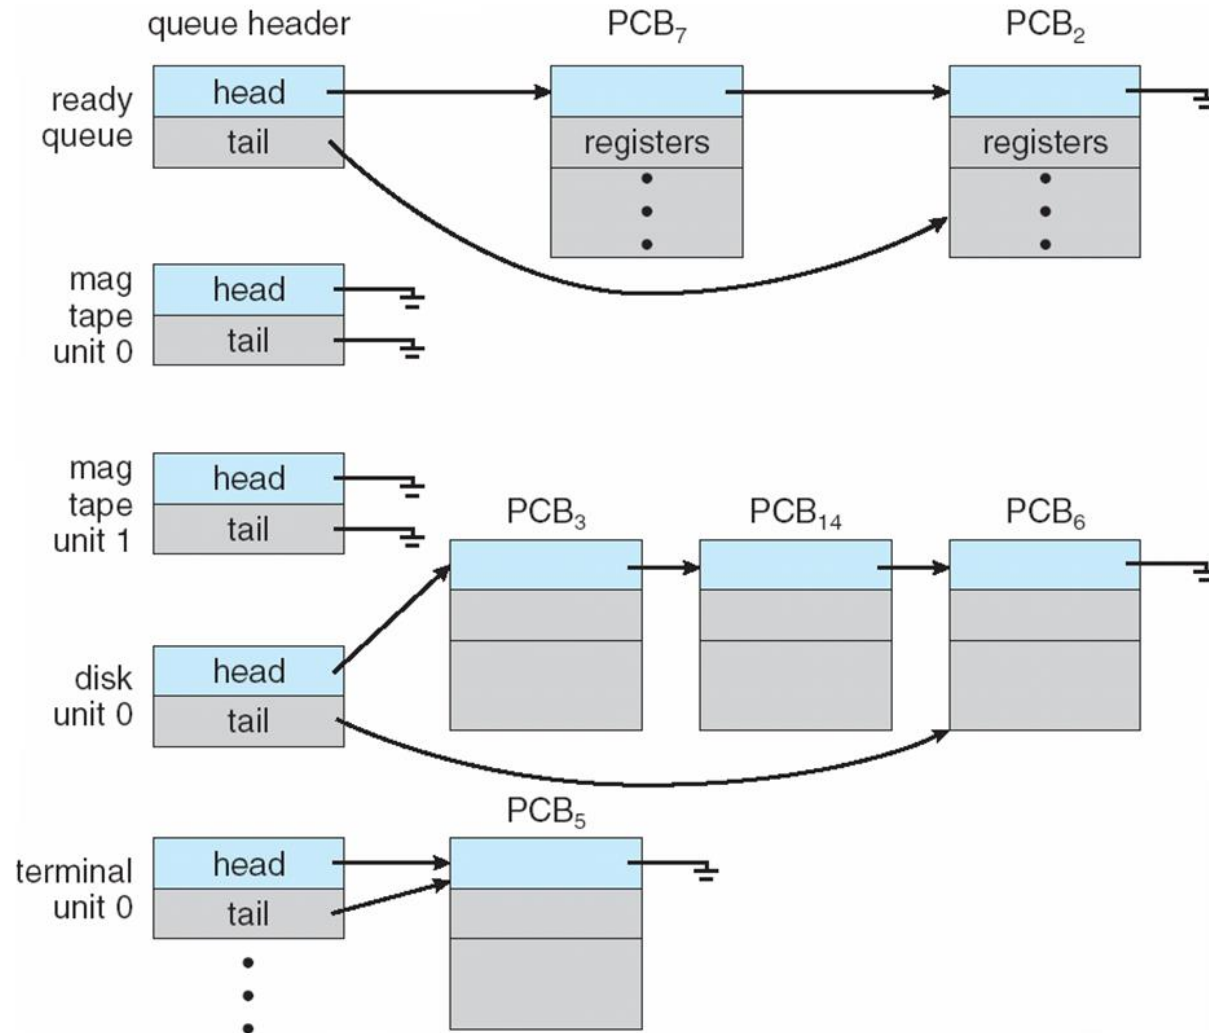 queue header
PCB₇
PCB₂
ready
queue
head
tail
registers
registers
mag
tape
unit 0
head
tail
mag
tape
unit 1
head
tail
PCB₃
PCB₁₄
PCB₆
disk
unit 0
head
tail
PCB₅
terminal
unit 0
head
tail